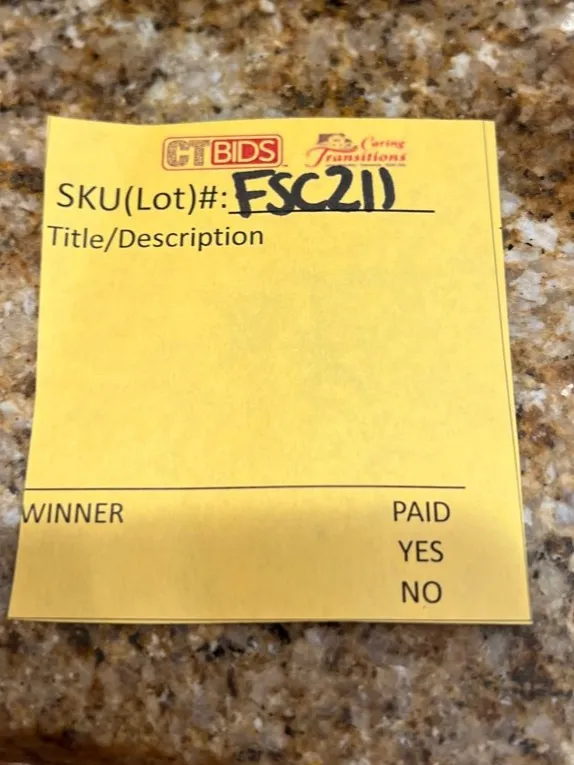 CTBIDS Caring Transitions
SKU(Lot)#: FSC211
Title/Description
WINNER PAID
YES
NO